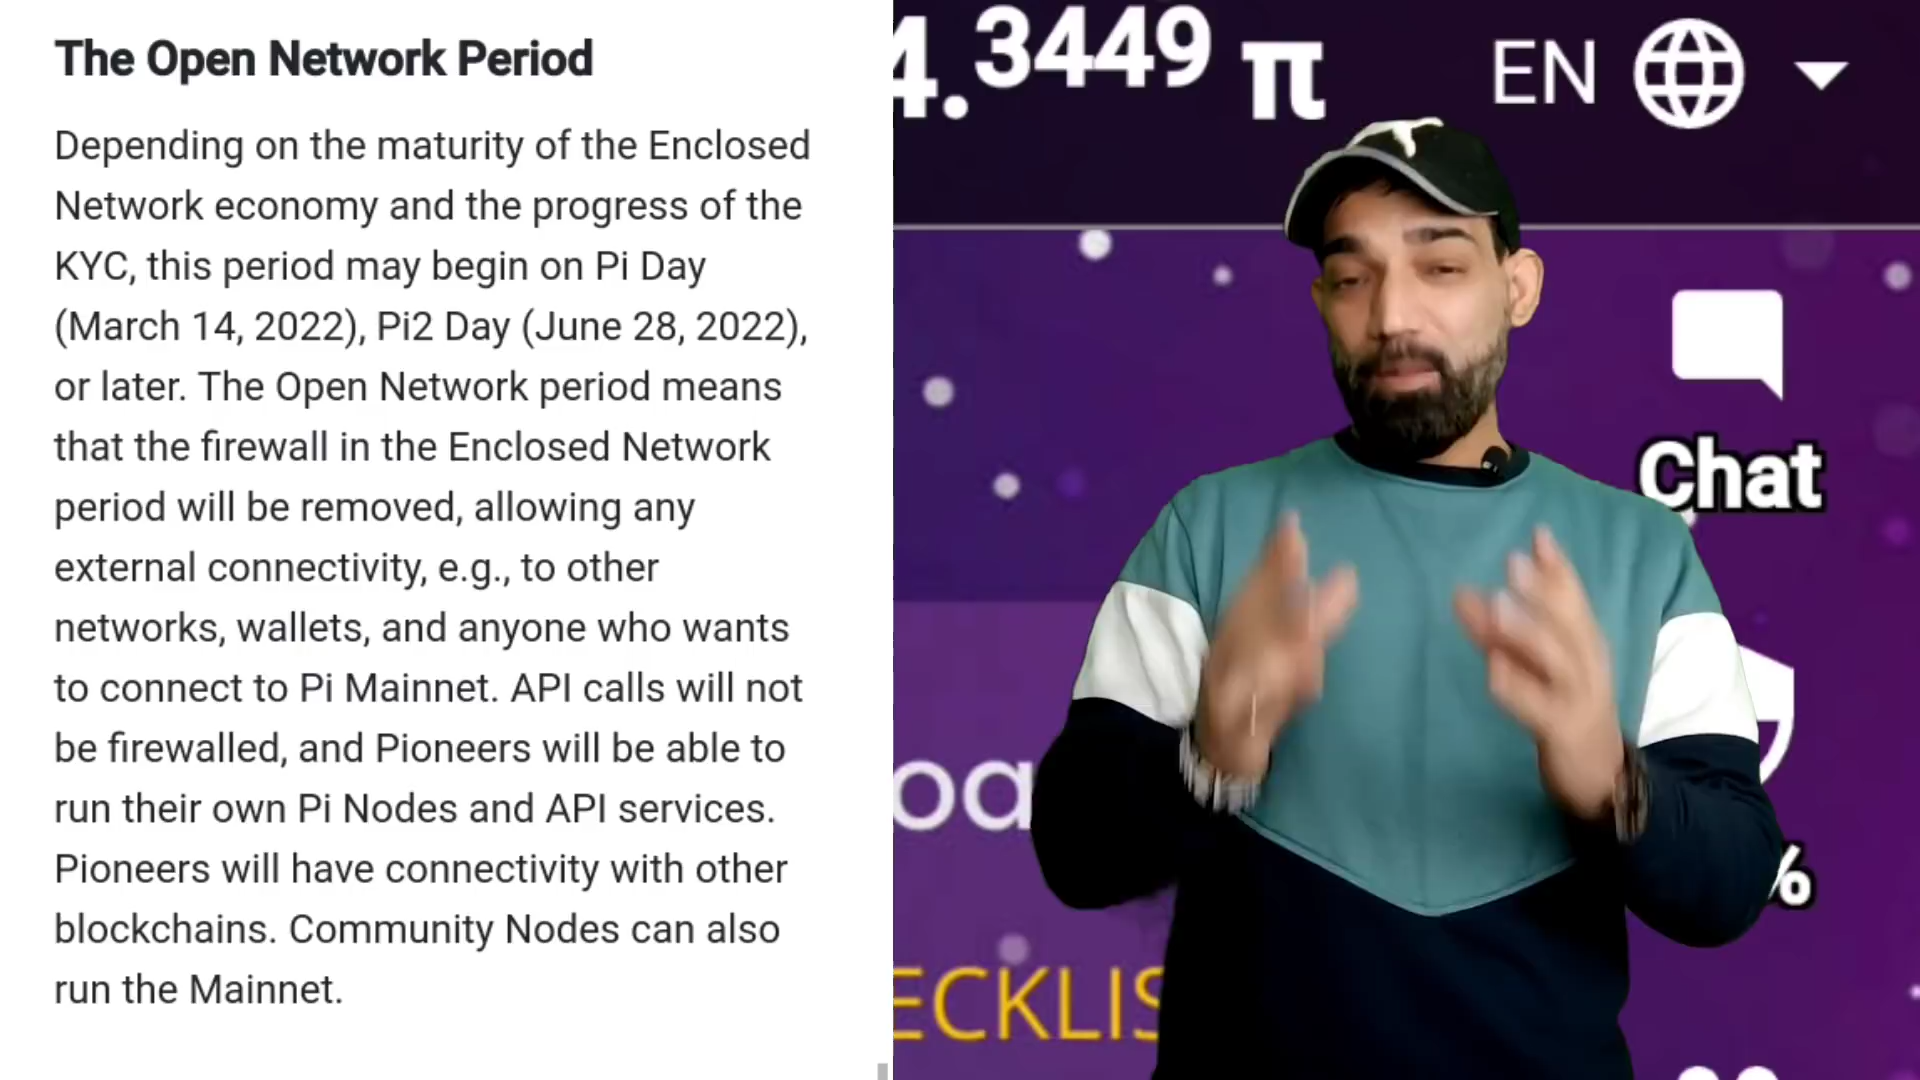 The Open Network Period
Depending on the maturity of the Enclosed
Network economy and the progress of the
KYC, this period may begin on Pi Day
(March 14, 2022), Pi2 Day (June 28, 2022),
or later. The Open Network period means
that the firewall in the Enclosed Network
period will be removed, allowing any
external connectivity, e.g., to other
networks, wallets, and anyone who wants
to connect to Pi Mainnet. API calls will not
be firewalled, and Pioneers will be able to
run their own Pi Nodes and API services.
Pioneers will have connectivity with other
blockchains. Community Nodes can also
run the Mainnet.
4.3449 π
EN
Chat
oa
%
ECKLIS